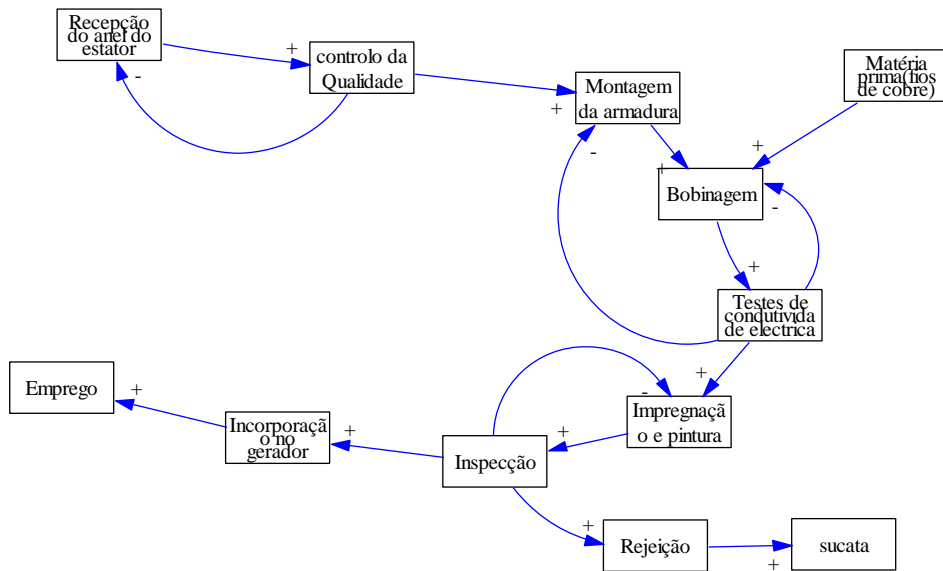 Recepção
do anel do
estator
+
-
controlo da
Qualidade
+
Montagem
da armadura
-
Matéria
prima(fios
de cobre)
+
+
Bobinagem
-
+
Testes de
condutivida
de electrica
+
-
Impregnaçã
o e pintura
+
Inspecção
+
Incorporaçã
o no
gerador
+
Emprego
+
Rejeição
+
sucata